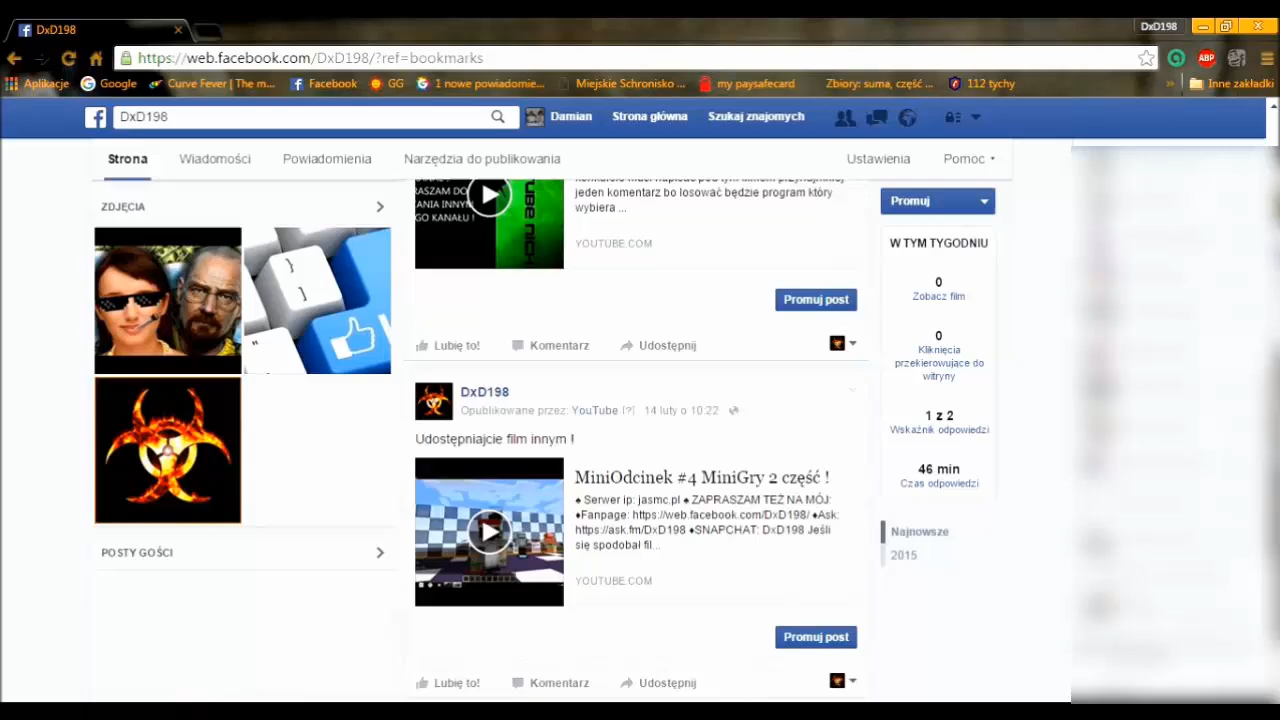 DxD198
DxD198
https://web.facebook.com/DxD198/?ref=bookmarks
ABP
Aplikacje Google Curve Fever | The m... Facebook GG 1 nowe powiadomie... Miejskie Schronisko ... my paysafecard Zbiory: suma, część ... 112 tychy » Inne zakładki
DxD198 Damian Strona główna Szukaj znajomych
Strona Wiadomości Powiadomienia Narzędzia do publikowania Ustawienia Pomoc
ZDJĘCIA
POSTY GOŚCI
jeden komentarz bo losować będzie program który
wybiera ...
YOUTUBE.COM
Promuj post
Lubię to! Komentarz Udostępnij
DxD198
Opublikowane przez: YouTube [?] 14 luty o 10:22
Udostępniajcie film innym !
MiniOdcinek #4 MiniGry 2 część !
♠ Serwer ip: jasmc.pl ♠ ZAPRASZAM TEŻ NA MÓJ:
♦Fanpage: https://web.facebook.com/DxD198/ ♦Ask:
https://ask.fm/DxD198 ♦SNAPCHAT: DxD198 Jeśli
się spodobał fil...
YOUTUBE.COM
Promuj post
Lubię to! Komentarz Udostępnij
Promuj
W TYM TYGODNIU
0
Zobacz film
0
Kliknięcia
przekierowujące do
witryny
1 z 2
Wskaźnik odpowiedzi
46 min
Czas odpowiedzi
Najnowsze
2015